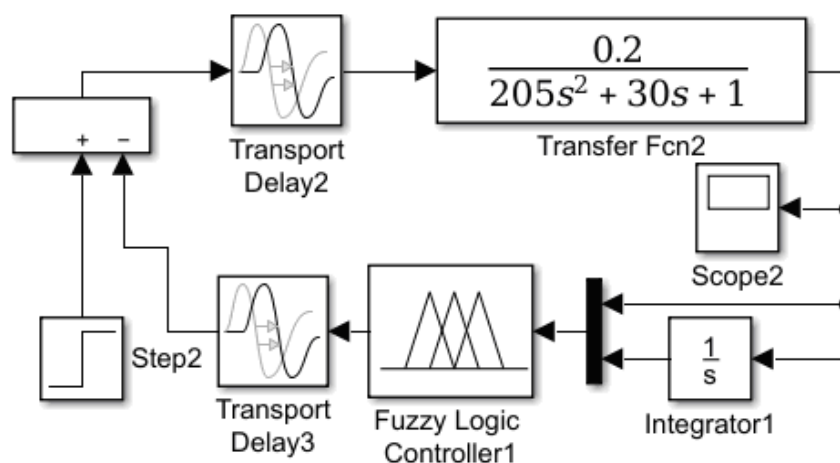 0.2
205s² + 30s + 1
Transfer Fcn2
Transport
Delay2
+ −
Scope2
Step2
Transport
Delay3
Fuzzy Logic
Controller1
1
s
Integrator1